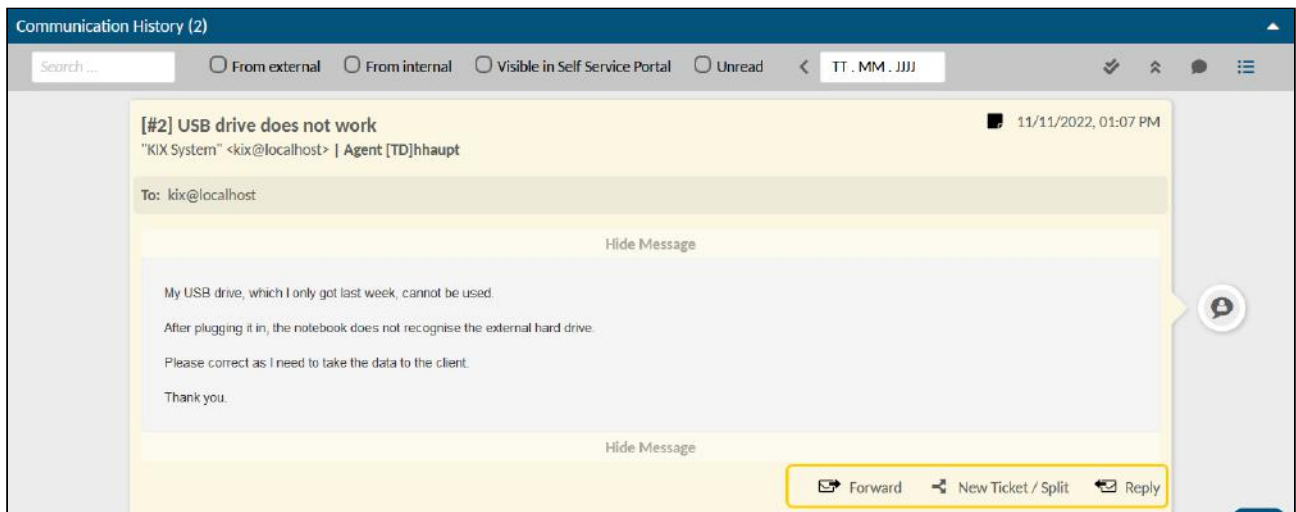 Communication History (2)
Search ... From external From internal Visible in Self Service Portal Unread TT . MM . JJJJ
[#2] USB drive does not work 11/11/2022, 01:07 PM
"KIX System" <kix@localhost> | Agent [TD]hhaupt
To: kix@localhost
Hide Message
My USB drive, which I only got last week, cannot be used.
After plugging it in, the notebook does not recognise the external hard drive.
Please correct as I need to take the data to the client.
Thank you.
Hide Message
Forward New Ticket / Split Reply